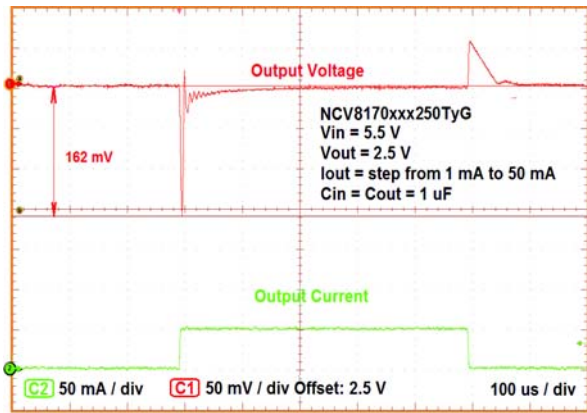 Output Voltage
NCV8170xxx250TyG
Vin = 5.5 V
Vout = 2.5 V
Iout = step from 1 mA to 50 mA
Cin = Cout = 1 uF
162 mV
Output Current
2
C2 50 mA / div C1 50 mV / div Offset: 2.5 V 100 us / div